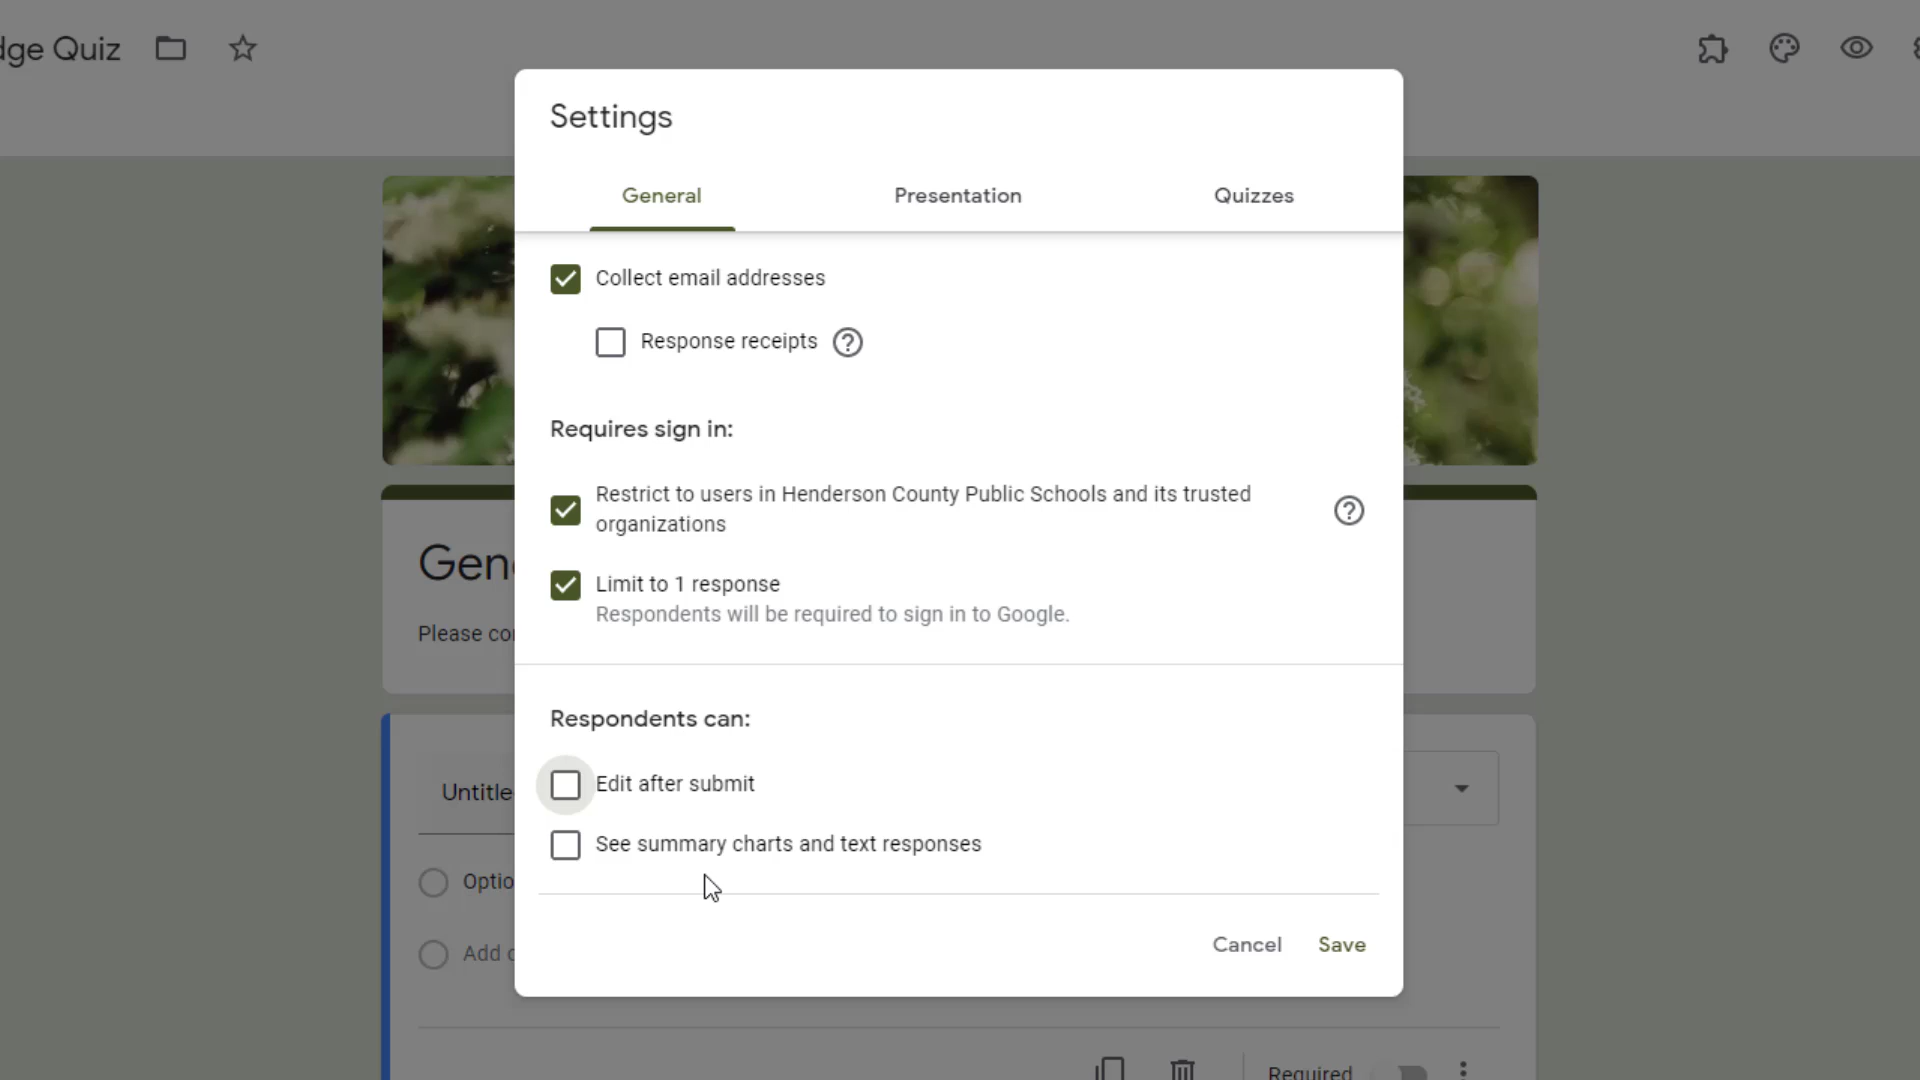 dge Quiz
Settings
General
Presentation
Quizzes
Collect email addresses
Response receipts
Requires sign in:
Restrict to users in Henderson County Public Schools and its trusted
organizations
Limit to 1 response
Respondents will be required to sign in to Google.
Gen
Please co
Respondents can:
Untitle
Edit after submit
See summary charts and text responses
Optio
Add
Cancel
Save
Required